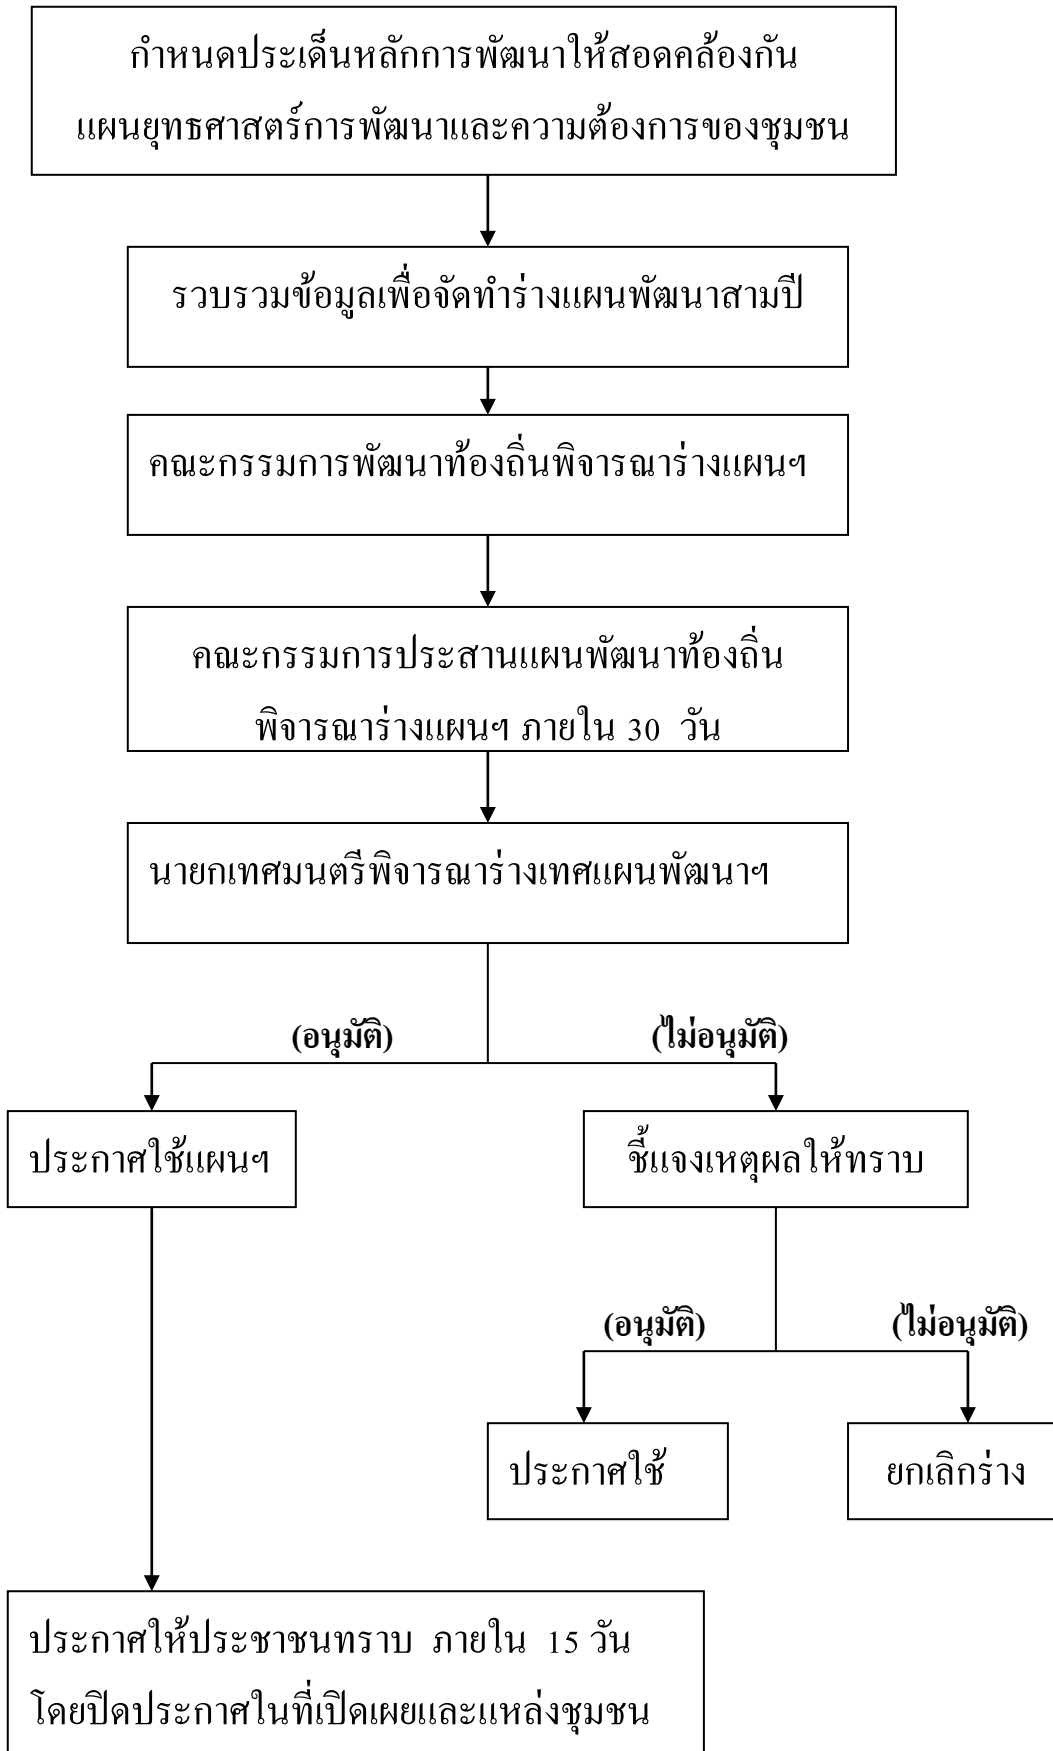 กำหนดประเด็นหลักการพัฒนาให้สอดคล้องกัน
แผนยุทธศาสตร์การพัฒนาและความต้องการของชุมชน
รวบรวมข้อมูลเพื่อจัดทำร่างแผนพัฒนาสามปี
คณะกรรมการพัฒนาท้องถิ่นพิจารณาร่างแผนฯ
คณะกรรมการประสานแผนพัฒนาท้องถิ่น
พิจารณาร่างแผนฯ ภายใน 30 วัน
นายกเทศมนตรีพิจารณาร่างเทศแผนพัฒนาฯ
(อนุมัติ)
(ไม่อนุมัติ)
ประกาศใช้แผนฯ
ชี้แจงเหตุผลให้ทราบ
(อนุมัติ)
(ไม่อนุมัติ)
ประกาศใช้
ยกเลิกร่าง
ประกาศให้ประชาชนทราบ ภายใน 15 วัน
โดยปิดประกาศในที่เปิดเผยและแหล่งชุมชน